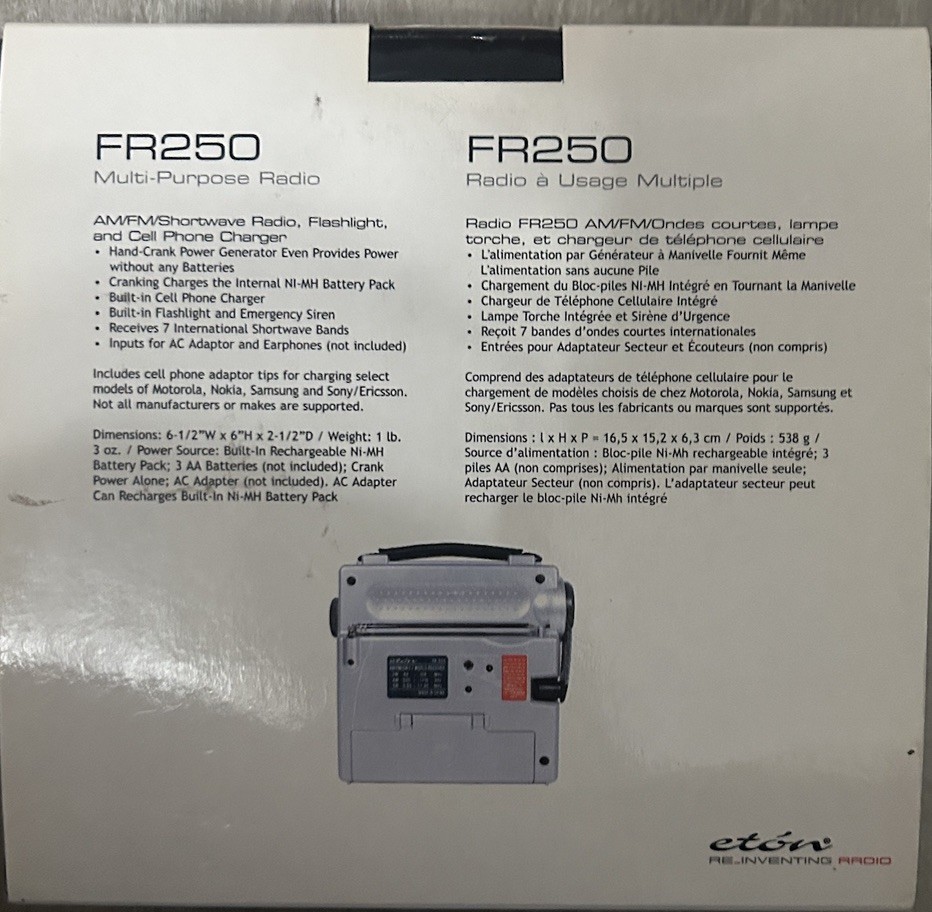 FR250
Multi-Purpose Radio
AM/FM/Shortwave Radio, Flashlight,
and Cell Phone Charger
• Hand-Crank Power Generator Even Provides Power
without any Batteries
• Cranking Charges the Internal NI-MH Battery Pack
• Built-in Cell Phone Charger
• Built-in Flashlight and Emergency Siren
• Receives 7 International Shortwave Bands
• Inputs for AC Adaptor and Earphones (not included)
Includes cell phone adaptor tips for charging select
models of Motorola, Nokia, Samsung and Sony/Ericsson.
Not all manufacturers or makes are supported.
Dimensions: 6-1/2"W x 6"H x 2-1/2"D / Weight: 1 lb.
3 oz. / Power Source: Built-In Rechargeable Ni-MH
Battery Pack; 3 AA Batteries (not included); Crank
Power Alone; AC Adapter (not included). AC Adapter
Can Recharges Built-In Ni-MH Battery Pack
FR250
Radio à Usage Multiple
Radio FR250 AM/FM/Ondes courtes, lampe
torche, et chargeur de téléphone cellulaire
• L'alimentation par Générateur à Manivelle Fournit Même
L'alimentation sans aucune Pile
• Chargement du Bloc-piles NI-MH Intégré en Tournant la Manivelle
• Chargeur de Téléphone Cellulaire Intégré
• Lampe Torche Intégrée et Sirène d'Urgence
• Reçoit 7 bandes d'ondes courtes internationales
• Entrées pour Adaptateur Secteur et Écouteurs (non compris)
Comprend des adaptateurs de téléphone cellulaire pour le
chargement de modèles choisis de chez Motorola, Nokia, Samsung et
Sony/Ericsson. Pas tous les fabricants ou marques sont supportés.
Dimensions : l x H x P = 16,5 x 15,2 x 6,3 cm / Poids : 538 g /
Source d'alimentation : Bloc-pile Ni-Mh rechargeable intégré; 3
piles AA (non comprises); Alimentation par manivelle seule;
Adaptateur Secteur (non compris). L'adaptateur secteur peut
recharger le bloc-pile Ni-Mh intégré
etón
RE_INVENTING RADIO